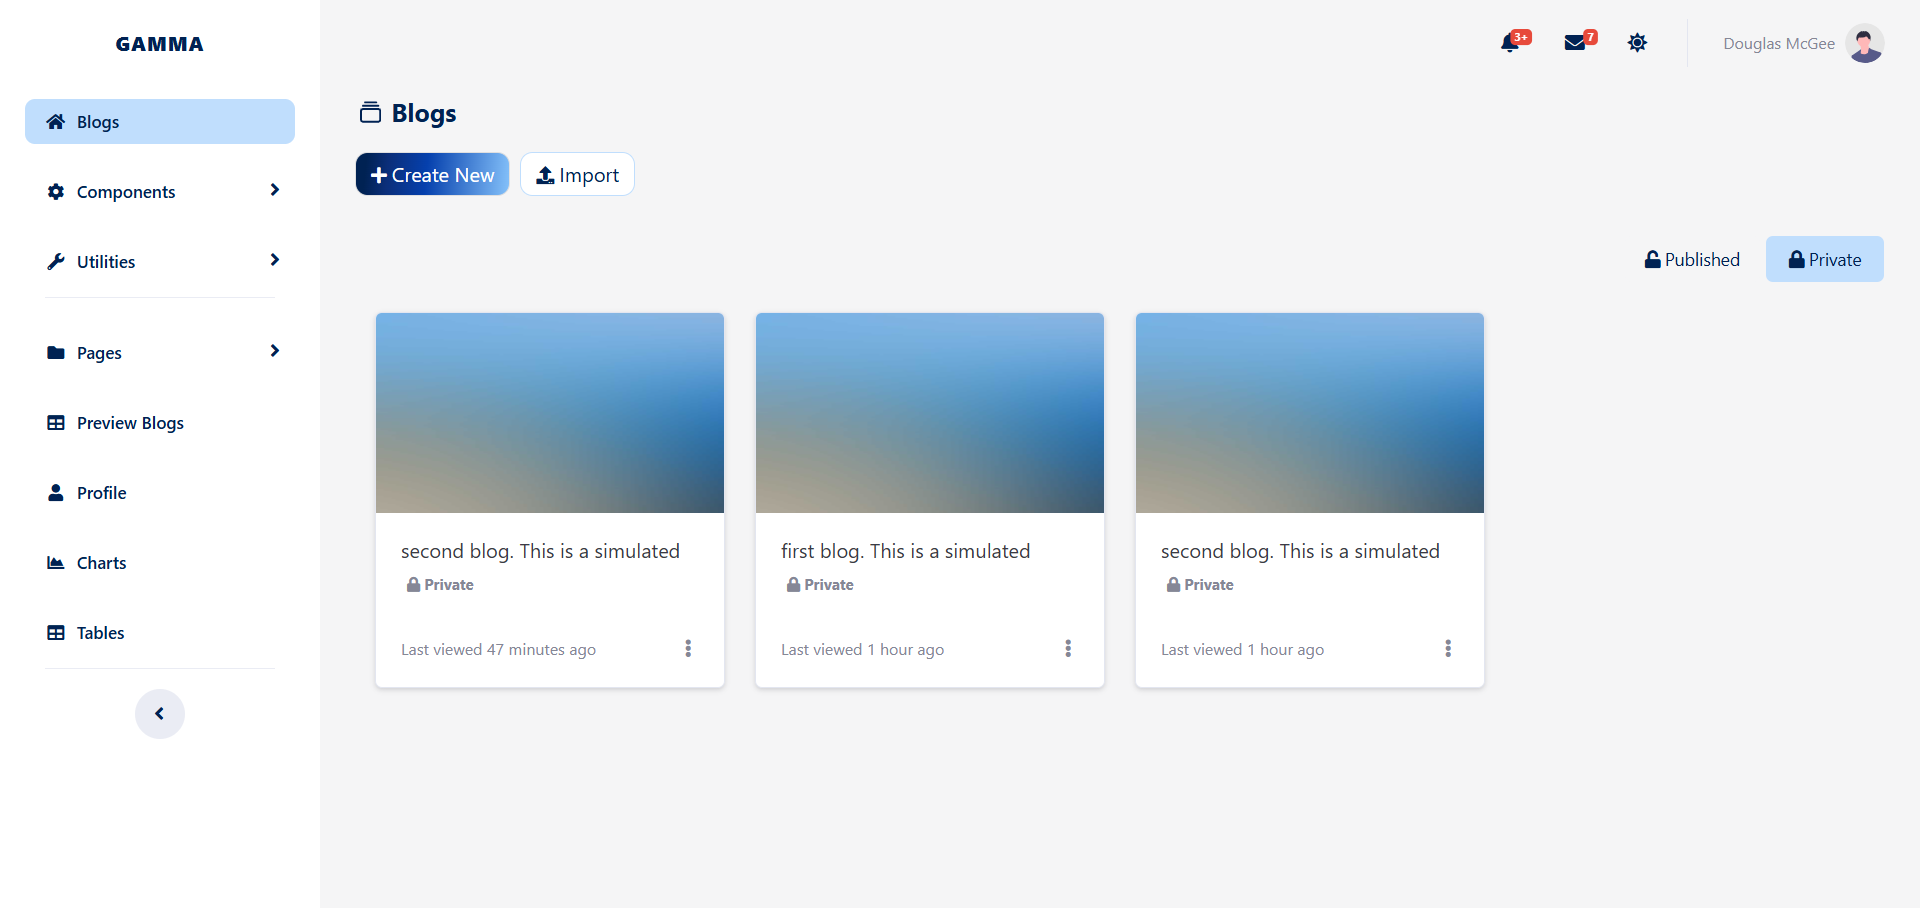 GAMMA
3+
7
Douglas McGee
Blogs
Components
Utilities
Pages
Preview Blogs
Profile
Charts
Tables
Blogs
Create New
Import
Published
Private
second blog. This is a simulated
Private
Last viewed 47 minutes ago
first blog. This is a simulated
Private
Last viewed 1 hour ago
second blog. This is a simulated
Private
Last viewed 1 hour ago